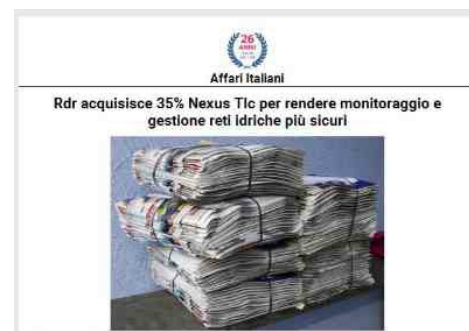 26
ANNI
Affari Italiani
Rdr acquisisce 35% Nexus Tlc per rendere monitoraggio e
gestione reti idriche più sicuri